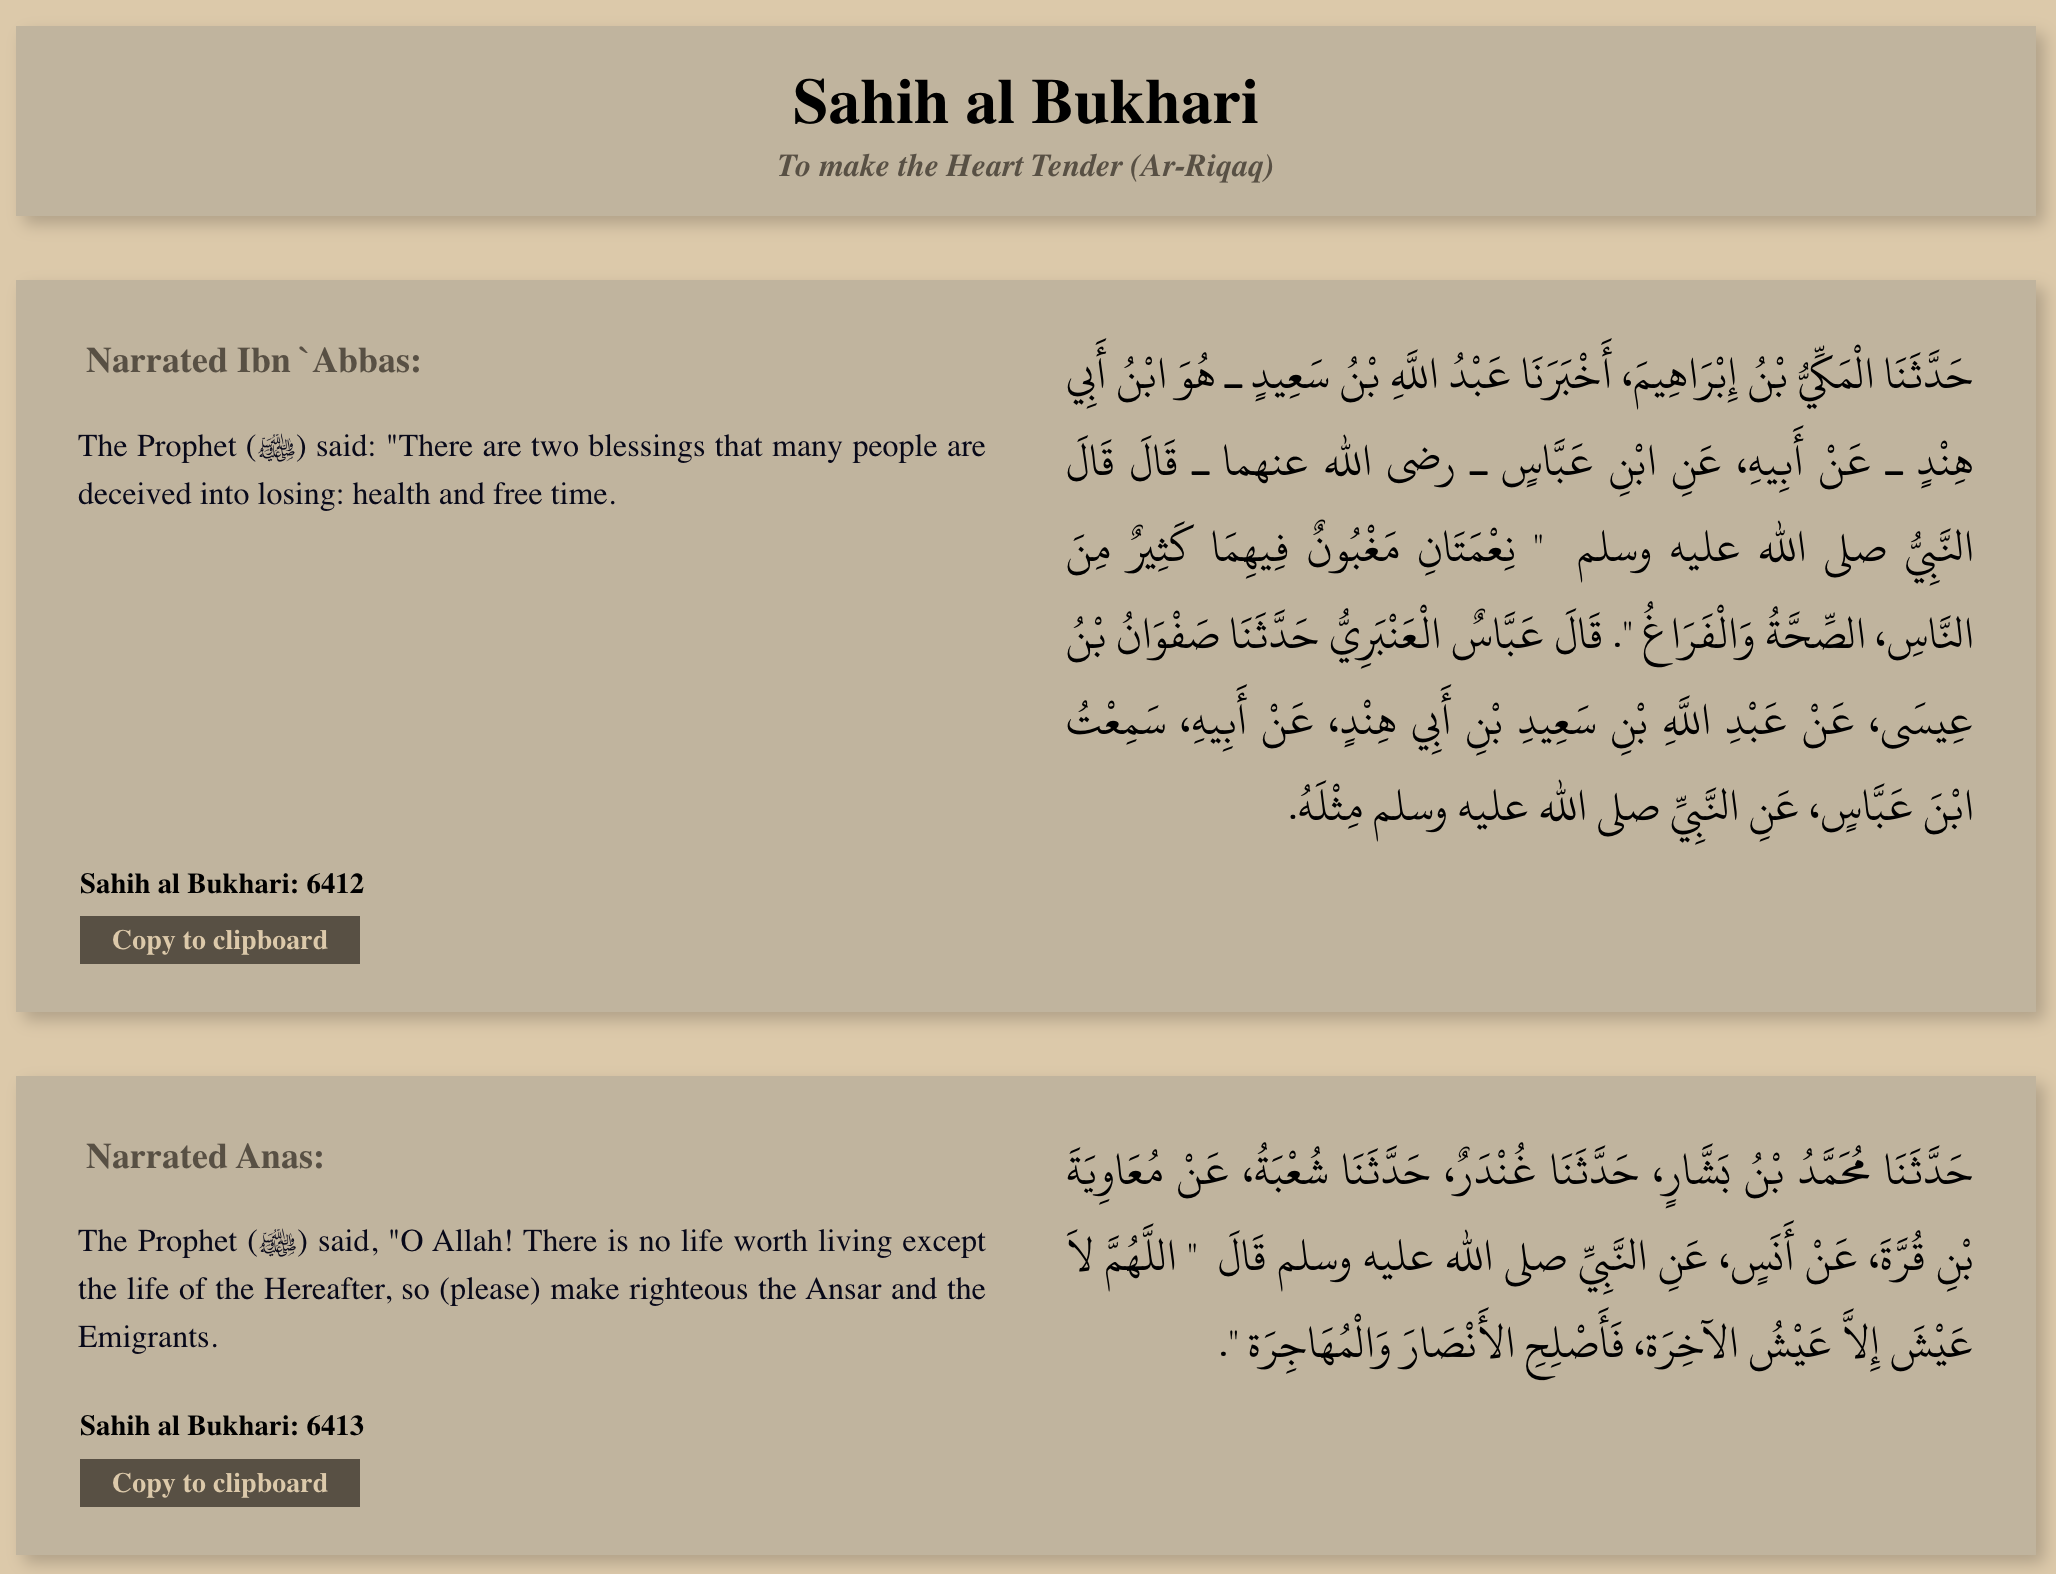 Sahih al Bukhari
To make the Heart Tender (Ar-Riqaq)
Narrated Ibn `Abbas:
The Prophet (ﷺ) said: "There are two blessings that many people are
deceived into losing: health and free time.
حَدَّثَنَا الْمَكِّيُّ بْنُ إِبْرَاهِيمَ، أَخْبَرَنَا عَبْدُ اللَّهِ بْنُ سَعِيدٍ ـ هُوَ ابْنُ أَبِي
هِنْدٍ ـ عَنْ أَبِيهِ، عَنِ ابْنِ عَبَّاسٍ ـ رضى الله عنهما ـ قَالَ قَالَ
النَّبِيُّ صلى الله عليه وسلم " نِعْمَتَانِ مَغْبُونٌ فِيهِمَا كَثِيرٌ مِنَ
النَّاسِ، الصِّحَّةُ وَالْفَرَاغُ ". قَالَ عَبَّاسٌ الْعَنْبَرِيُّ حَدَّثَنَا صَفْوَانُ بْنُ
عِيسَى، عَنْ عَبْدِ اللَّهِ بْنِ سَعِيدِ بْنِ أَبِي هِنْدٍ، عَنْ أَبِيهِ، سَمِعْتُ
ابْنَ عَبَّاسٍ، عَنِ النَّبِيِّ صلى الله عليه وسلم مِثْلَهُ.
Sahih al Bukhari: 6412
Copy to clipboard
Narrated Anas:
The Prophet (ﷺ) said, "O Allah! There is no life worth living except
the life of the Hereafter, so (please) make righteous the Ansar and the
Emigrants.
حَدَّثَنَا مُحَمَّدُ بْنُ بَشَّارٍ، حَدَّثَنَا غُنْدَرٌ، حَدَّثَنَا شُعْبَةُ، عَنْ مُعَاوِيَةَ
بْنِ قُرَّةَ، عَنْ أَنَسٍ، عَنِ النَّبِيِّ صلى الله عليه وسلم قَالَ " اللَّهُمَّ لاَ
عَيْشَ إِلاَّ عَيْشُ الآخِرَة، فَأَصْلِحِ الأَنْصَارَ وَالْمُهَاجِرَة ".
Sahih al Bukhari: 6413
Copy to clipboard